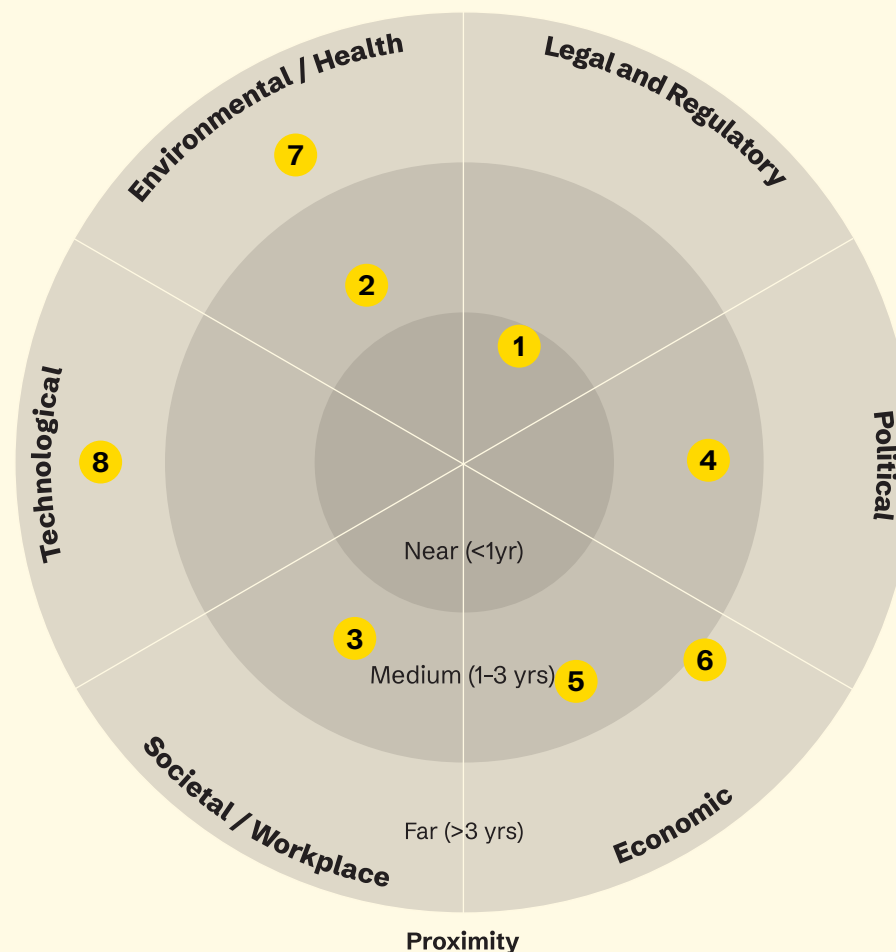 Environmental / Health
Legal and Regulatory
7
2
1
Technological
8
4
Political
Near (<1yr)
3
Medium (1–3 yrs)
5
6
Societal / Workplace
Far (>3 yrs)
Economic
Proximity